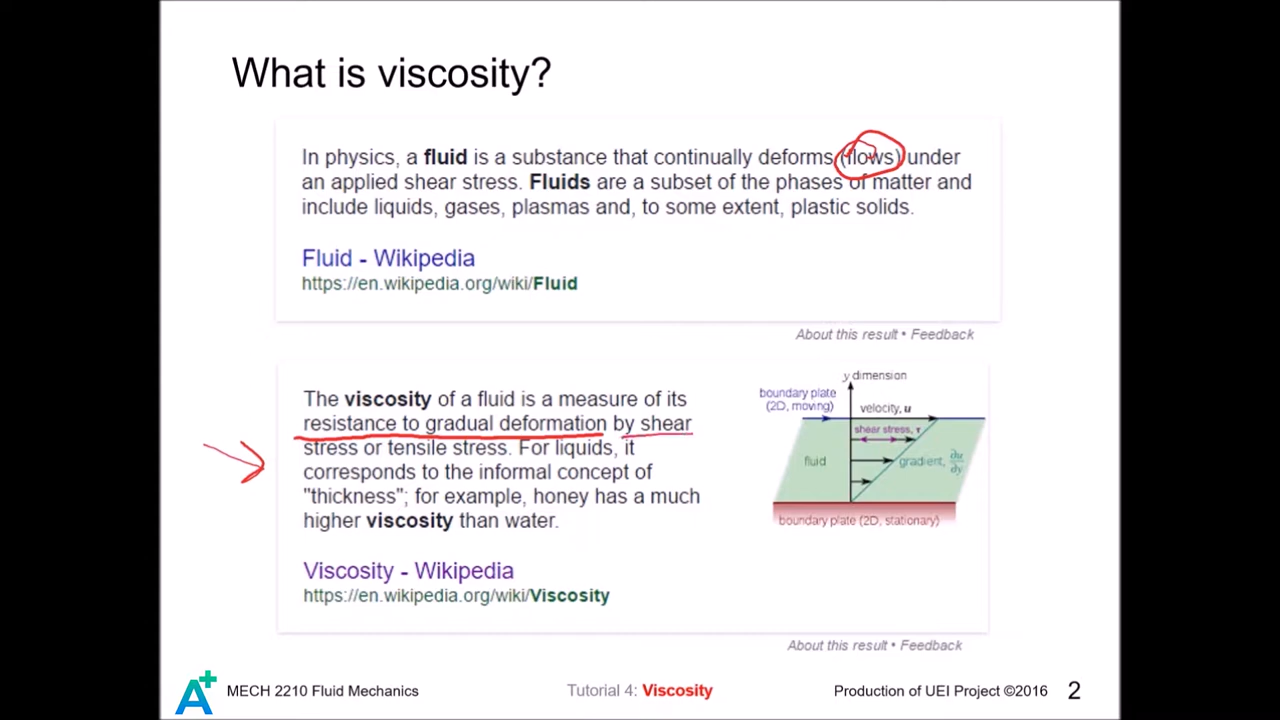 What is viscosity?
In physics, a fluid is a substance that continually deforms (flows) under
an applied shear stress. Fluids are a subset of the phases of matter and
include liquids, gases, plasmas and, to some extent, plastic solids.
Fluid - Wikipedia
https://en.wikipedia.org/wiki/Fluid
About this result • Feedback
The viscosity of a fluid is a measure of its
resistance to gradual deformation by shear
stress or tensile stress. For liquids, it
corresponds to the informal concept of
"thickness"; for example, honey has a much
higher viscosity than water.
Viscosity - Wikipedia
https://en.wikipedia.org/wiki/Viscosity
y dimension
boundary plate
(2D, moving)
velocity, u
shear stress, τ
fluid
gradient, ∂u/∂y
boundary plate (2D, stationary)
About this result • Feedback
A+
MECH 2210 Fluid Mechanics
Tutorial 4: Viscosity
Production of UEI Project ©2016
2